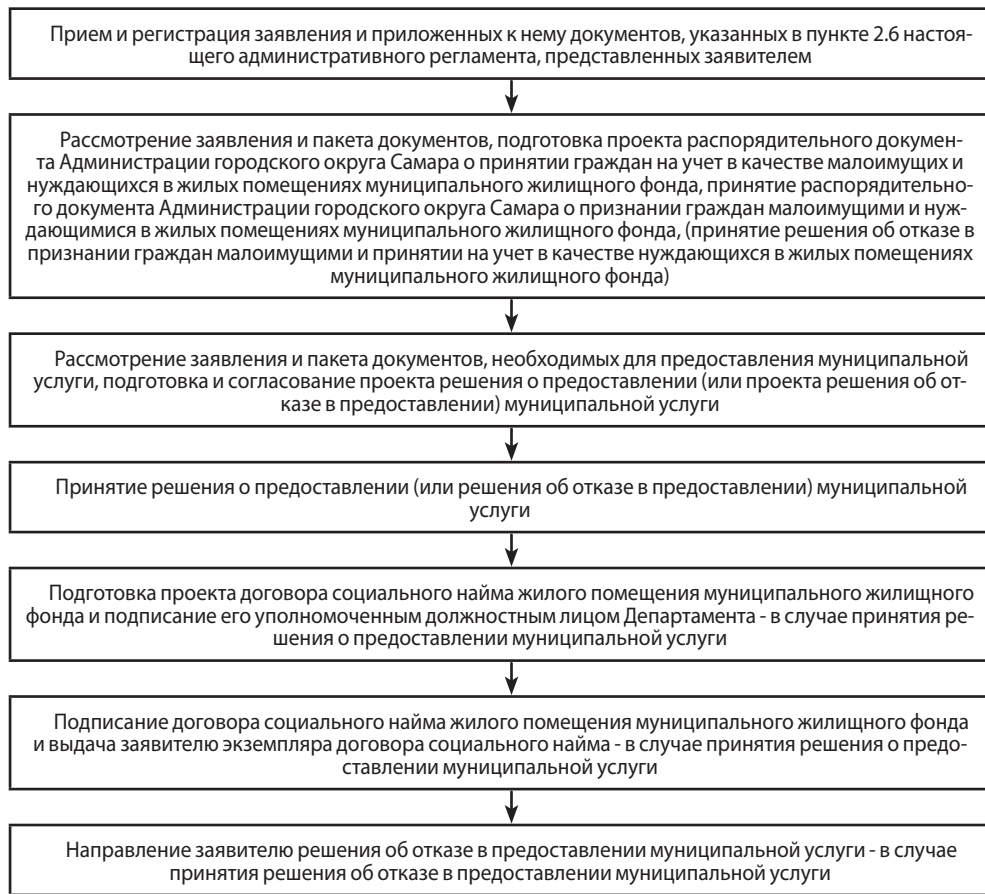 Прием и регистрация заявления и приложенных к нему документов, указанных в пункте 2.6 настоя-
щего административного регламента, представленных заявителем
Рассмотрение заявления и пакета документов, подготовка проекта распорядительного докумен-
та Администрации городского округа Самара о принятии граждан на учет в качестве малоимущих и
нуждающихся в жилых помещениях муниципального жилищного фонда, принятие распорядительно-
го документа Администрации городского округа Самара о признании граждан малоимущими и нуж-
дающимися в жилых помещениях муниципального жилищного фонда, (принятие решения об отказе в
признании граждан малоимущими и принятии на учет в качестве нуждающихся в жилых помещениях
муниципального жилищного фонда)
Рассмотрение заявления и пакета документов, необходимых для предоставления муниципальной
услуги, подготовка и согласование проекта решения о предоставлении (или проекта решения об от-
казе в предоставлении) муниципальной услуги
Принятие решения о предоставлении (или решения об отказе в предоставлении) муниципальной
услуги
Подготовка проекта договора социального найма жилого помещения муниципального жилищного
фонда и подписание его уполномоченным должностным лицом Департамента - в случае принятия ре-
шения о предоставлении муниципальной услуги
Подписание договора социального найма жилого помещения муниципального жилищного фонда
и выдача заявителю экземпляра договора социального найма - в случае принятия решения о предо-
ставлении муниципальной услуги
Направление заявителю решения об отказе в предоставлении муниципальной услуги - в случае
принятия решения об отказе в предоставлении муниципальной услуги